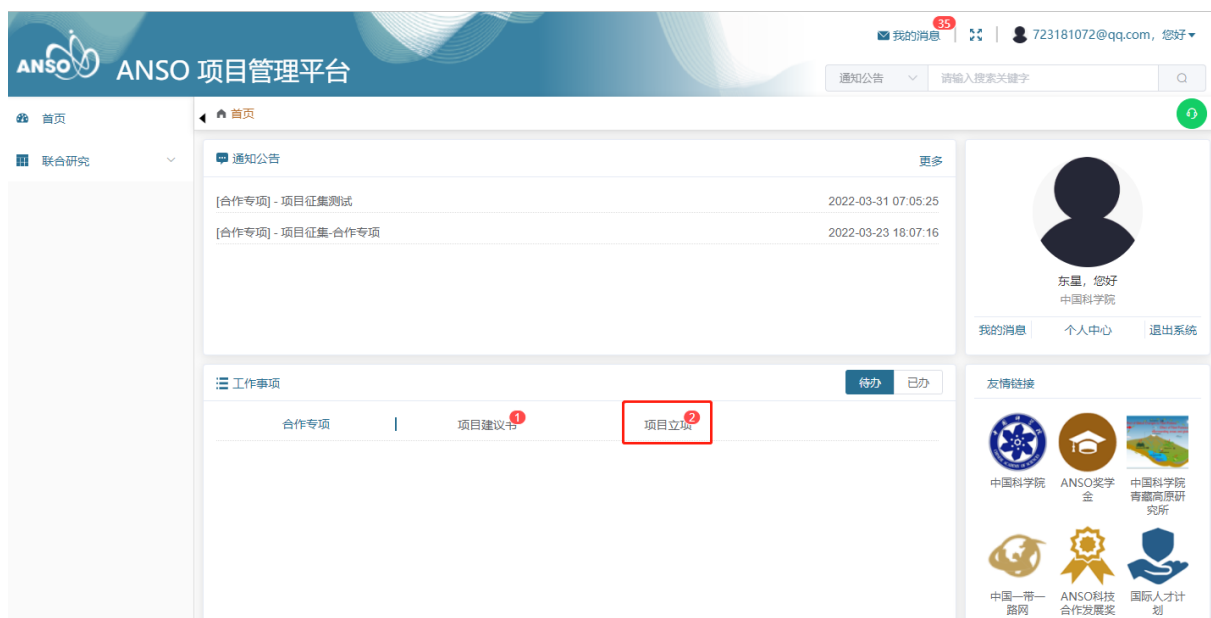 35
我的消息
723181072@qq.com，您好
ANSO
ANSO 项目管理平台
通知公告
请输入搜索关键字
首页
联合研究
首页
通知公告
更多
[合作专项] - 项目征集测试
2022-03-31 07:05:25
[合作专项] - 项目征集-合作专项
2022-03-23 18:07:16
东星，您好
中国科学院
我的消息
个人中心
退出系统
工作事项
待办
已办
合作专项
项目建议书
1
项目立项
2
友情链接
中国科学院
ANSO奖学
金
中国科学院
青藏高原研
究所
中国一带一
路网
ANSO科技
合作发展奖
国际人才计
划